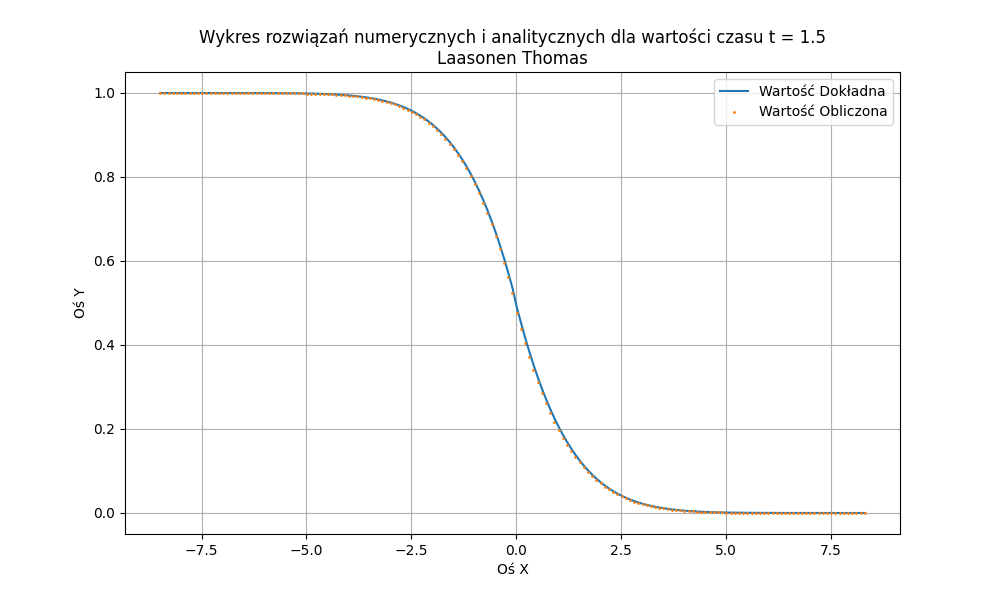 Wykres rozwiązań numerycznych i analitycznych dla wartości czasu t = 1.5
Laasonen Thomas
Wartość Dokładna
Wartość Obliczona
1.0
0.8
0.6
0.4
0.2
0.0
Oś Y
−7.5 −5.0 −2.5 0.0 2.5 5.0 7.5
Oś X